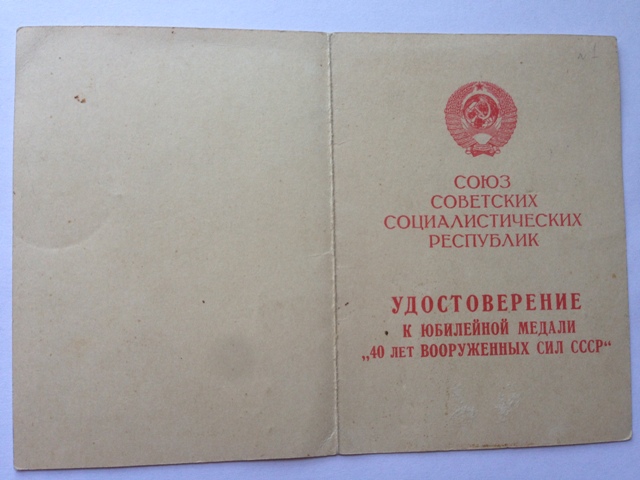 СОЮЗ
СОВЕТСКИХ
СОЦИАЛИСТИЧЕСКИХ
РЕСПУБЛИК
УДОСТОВЕРЕНИЕ
К ЮБИЛЕЙНОЙ МЕДАЛИ
„40 ЛЕТ ВООРУЖЕННЫХ СИЛ СССР“